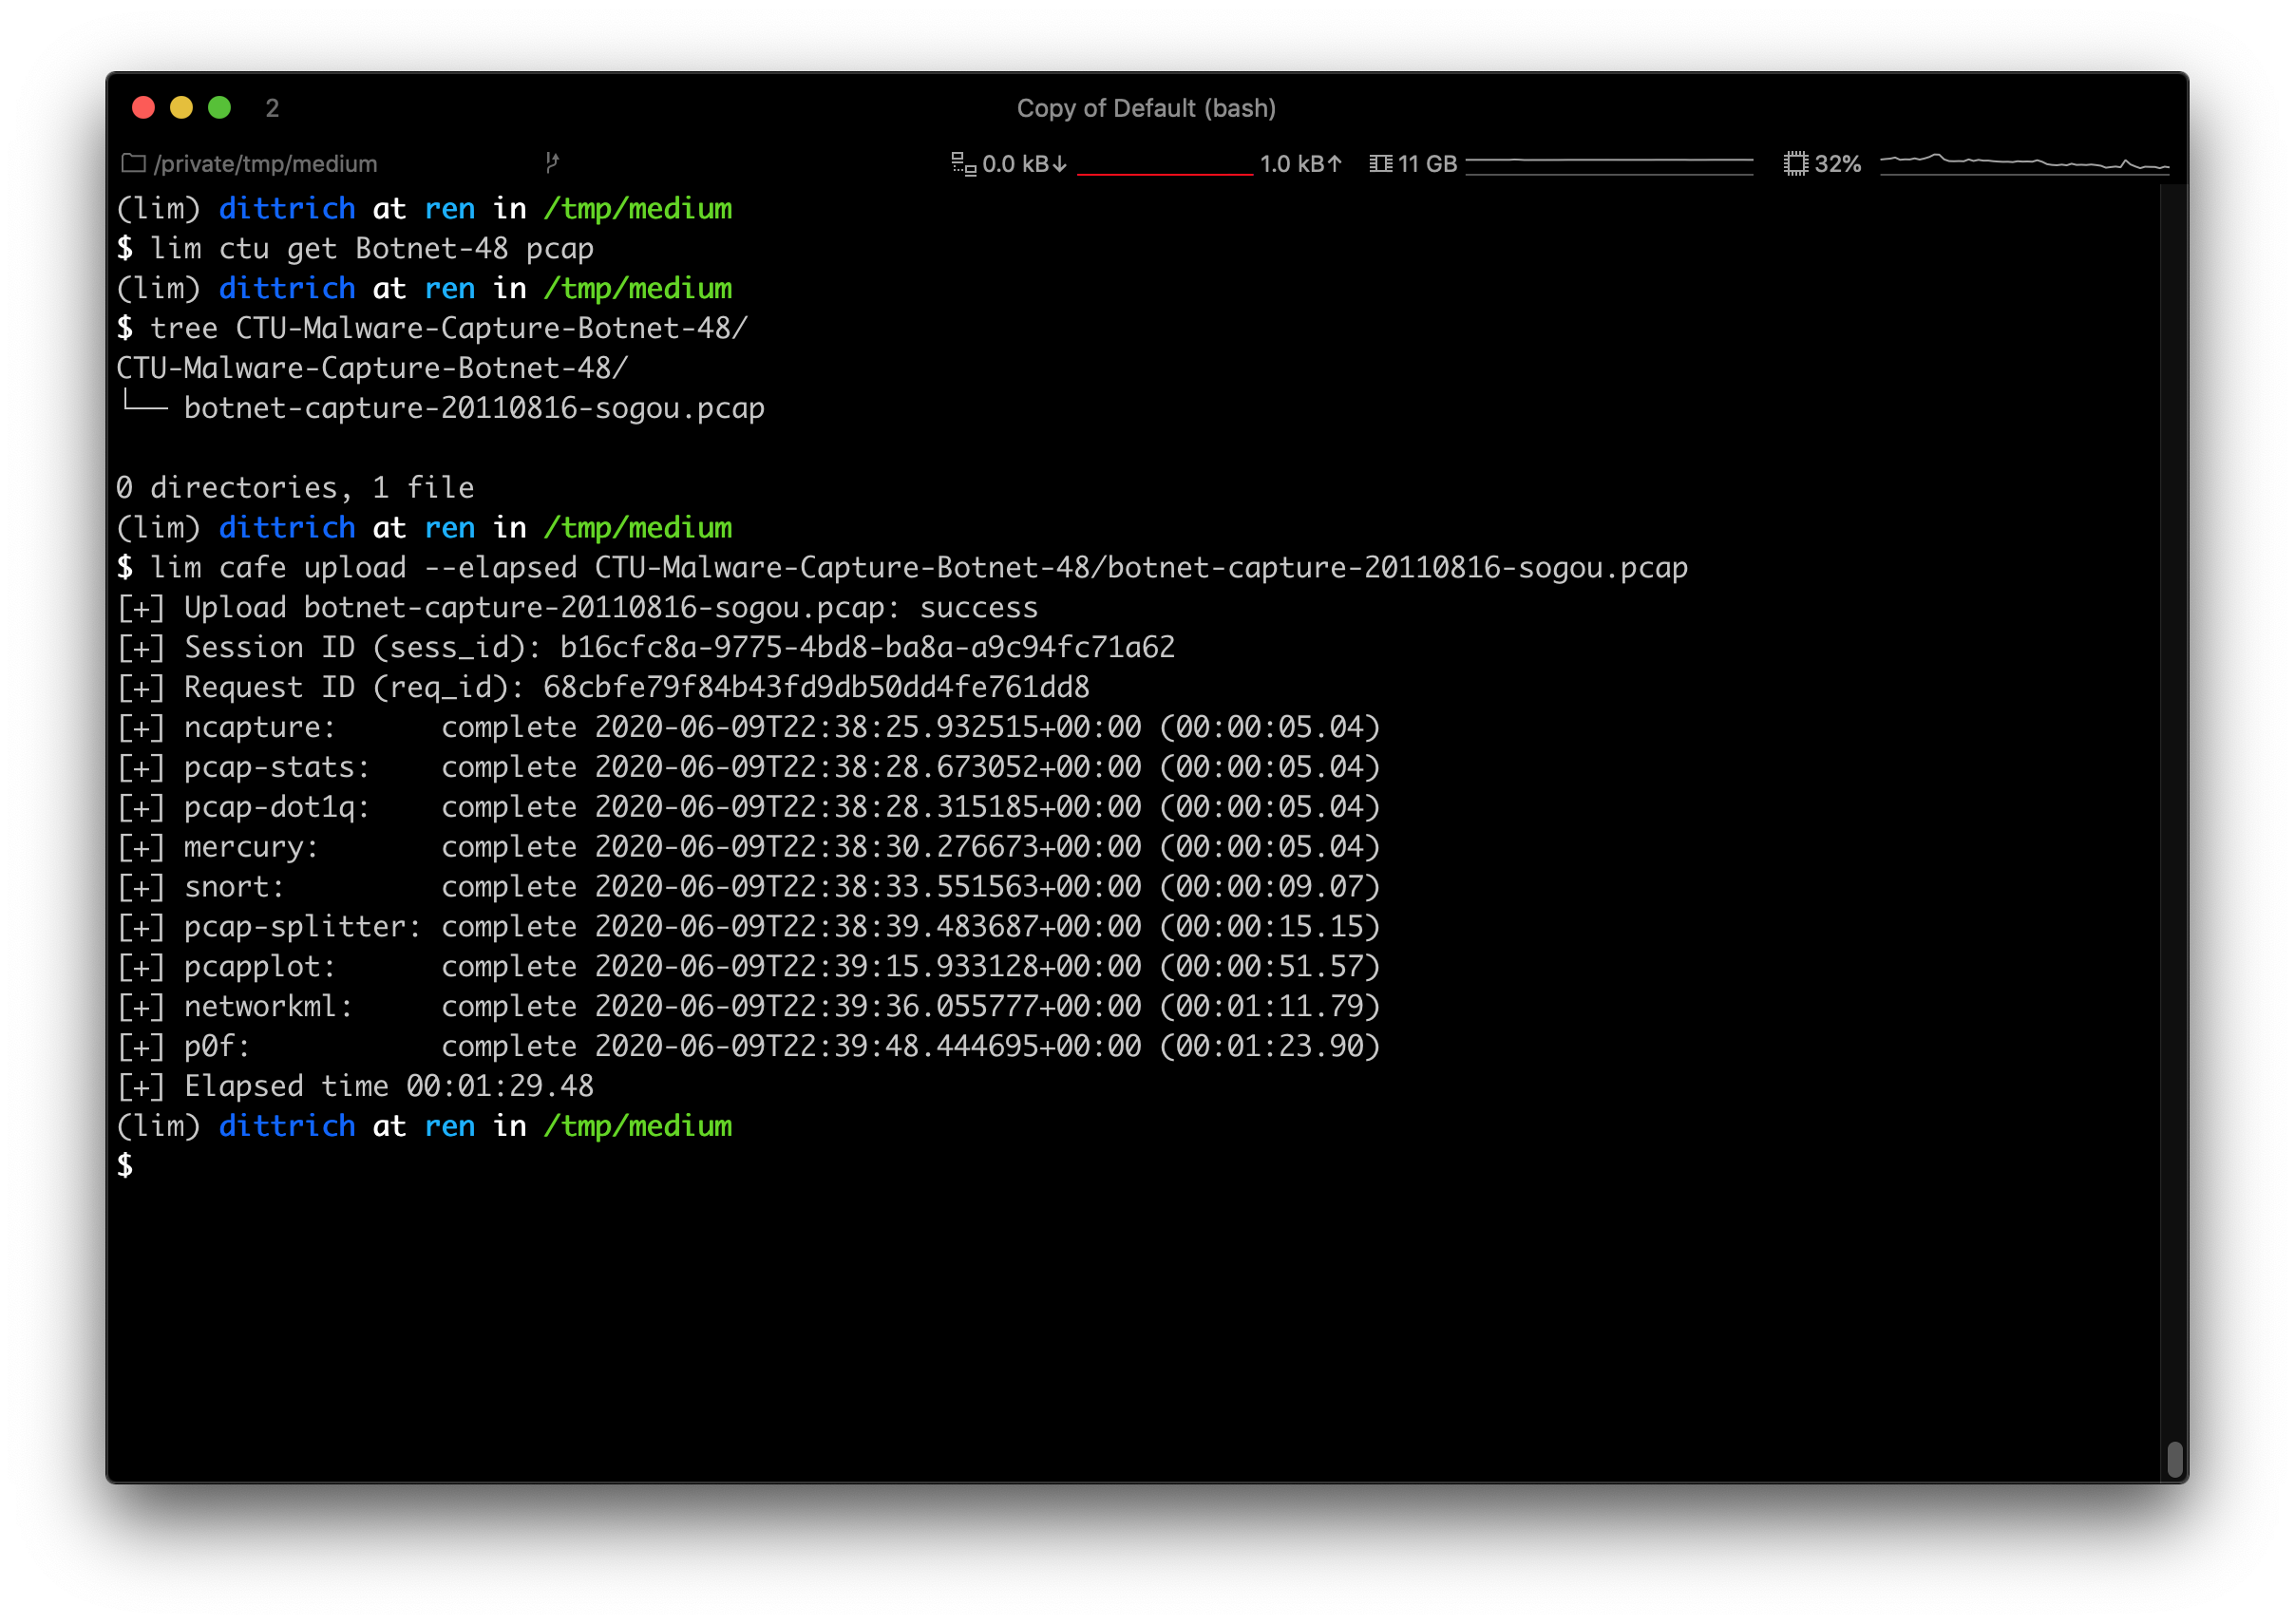 2 Copy of Default (bash)
/private/tmp/medium 0.0 kB↓ 1.0 kB↑ 11 GB 32%
(lim) dittrich at ren in /tmp/medium
$ lim ctu get Botnet-48 pcap
(lim) dittrich at ren in /tmp/medium
$ tree CTU-Malware-Capture-Botnet-48/
CTU-Malware-Capture-Botnet-48/
└── botnet-capture-20110816-sogou.pcap
0 directories, 1 file
(lim) dittrich at ren in /tmp/medium
$ lim cafe upload --elapsed CTU-Malware-Capture-Botnet-48/botnet-capture-20110816-sogou.pcap
[+] Upload botnet-capture-20110816-sogou.pcap: success
[+] Session ID (sess_id): b16cfc8a-9775-4bd8-ba8a-a9c94fc71a62
[+] Request ID (req_id): 68cbfe79f84b43fd9db50dd4fe761dd8
[+] ncapture:      complete 2020-06-09T22:38:25.932515+00:00 (00:00:05.04)
[+] pcap-stats:    complete 2020-06-09T22:38:28.673052+00:00 (00:00:05.04)
[+] pcap-dot1q:    complete 2020-06-09T22:38:28.315185+00:00 (00:00:05.04)
[+] mercury:       complete 2020-06-09T22:38:30.276673+00:00 (00:00:05.04)
[+] snort:         complete 2020-06-09T22:38:33.551563+00:00 (00:00:09.07)
[+] pcap-splitter: complete 2020-06-09T22:38:39.483687+00:00 (00:00:15.15)
[+] pcapplot:      complete 2020-06-09T22:39:15.933128+00:00 (00:00:51.57)
[+] networkml:     complete 2020-06-09T22:39:36.055777+00:00 (00:01:11.79)
[+] p0f:           complete 2020-06-09T22:39:48.444695+00:00 (00:01:23.90)
[+] Elapsed time 00:01:29.48
(lim) dittrich at ren in /tmp/medium
$